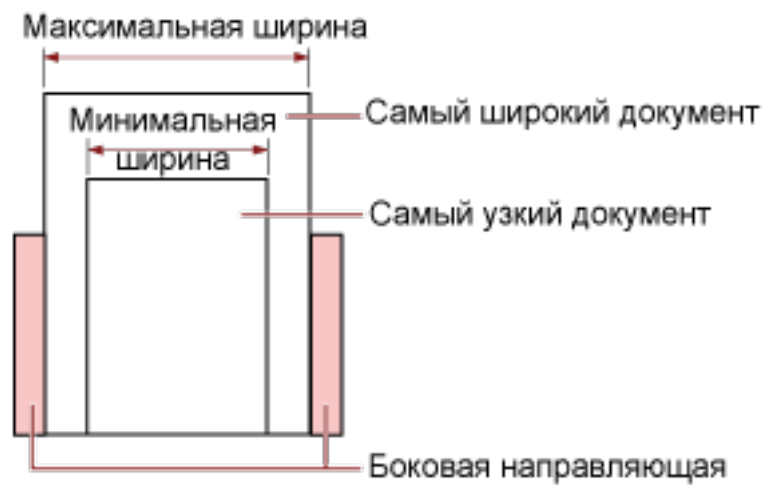 Максимальная ширина
Самый широкий документ
Минимальная
ширина
Самый узкий документ
Боковая направляющая